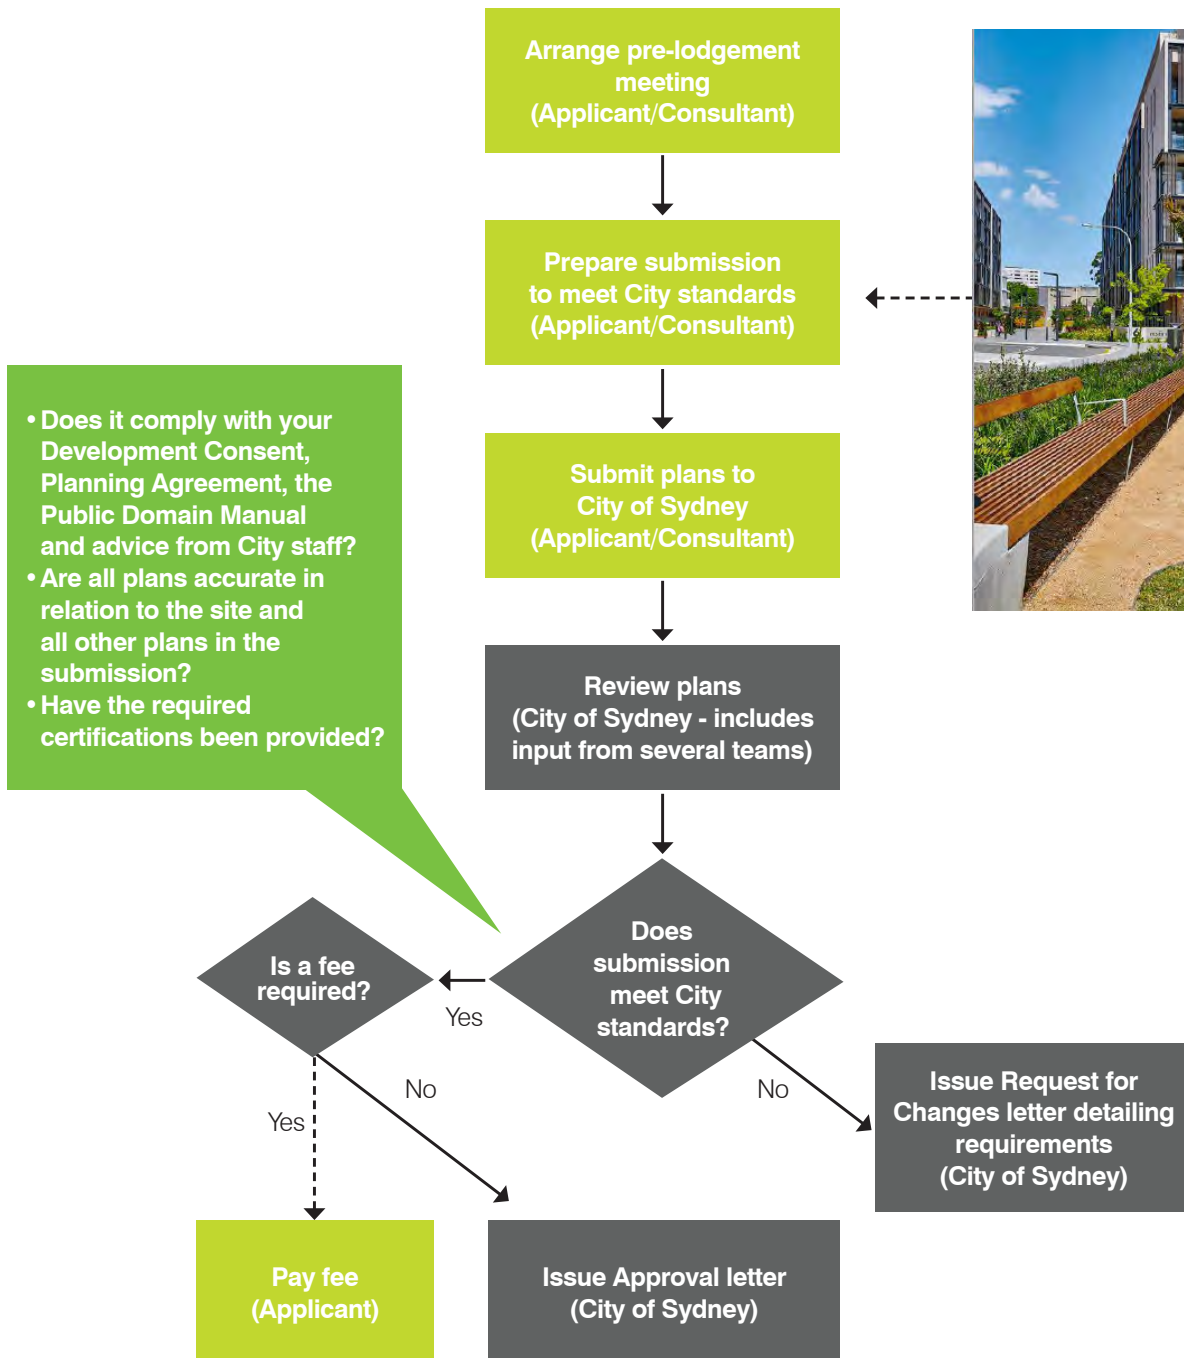 Arrange pre-lodgement
meeting
(Applicant/Consultant)
Prepare submission
to meet City standards
(Applicant/Consultant)
• Does it comply with your
Development Consent,
Planning Agreement, the
Public Domain Manual
and advice from City staff?
• Are all plans accurate in
relation to the site and
all other plans in the
submission?
• Have the required
certifications been provided?
Submit plans to
City of Sydney
(Applicant/Consultant)
Review plans
(City of Sydney - includes
input from several teams)
Does
submission
meet City
standards?
Is a fee
required?
Yes
No
No
Yes
Issue Request for
Changes letter detailing
requirements
(City of Sydney)
Pay fee
(Applicant)
Issue Approval letter
(City of Sydney)